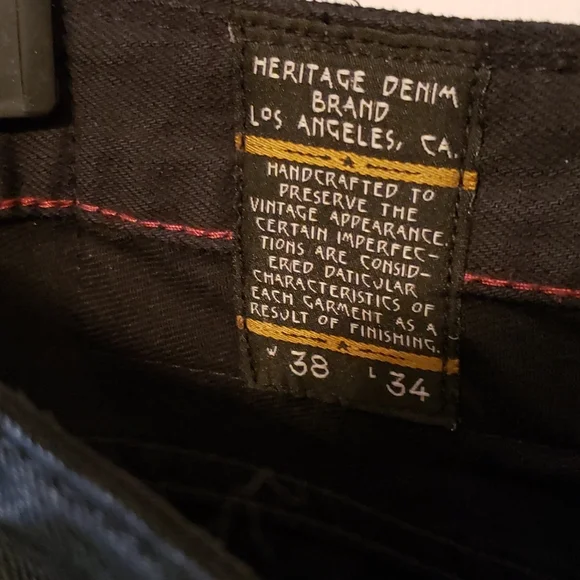 HERITAGE DENIM
BRAND
LOS ANGELES, CA.
HANDCRAFTED TO
PRESERVE THE
VINTAGE APPEARANCE.
CERTAIN IMPERFEC-
TIONS ARE CONSID-
ERED DATICULAR
CHARACTERISTICS OF
EACH GARMENT AS A
RESULT OF FINISHING.
W 38 L 34